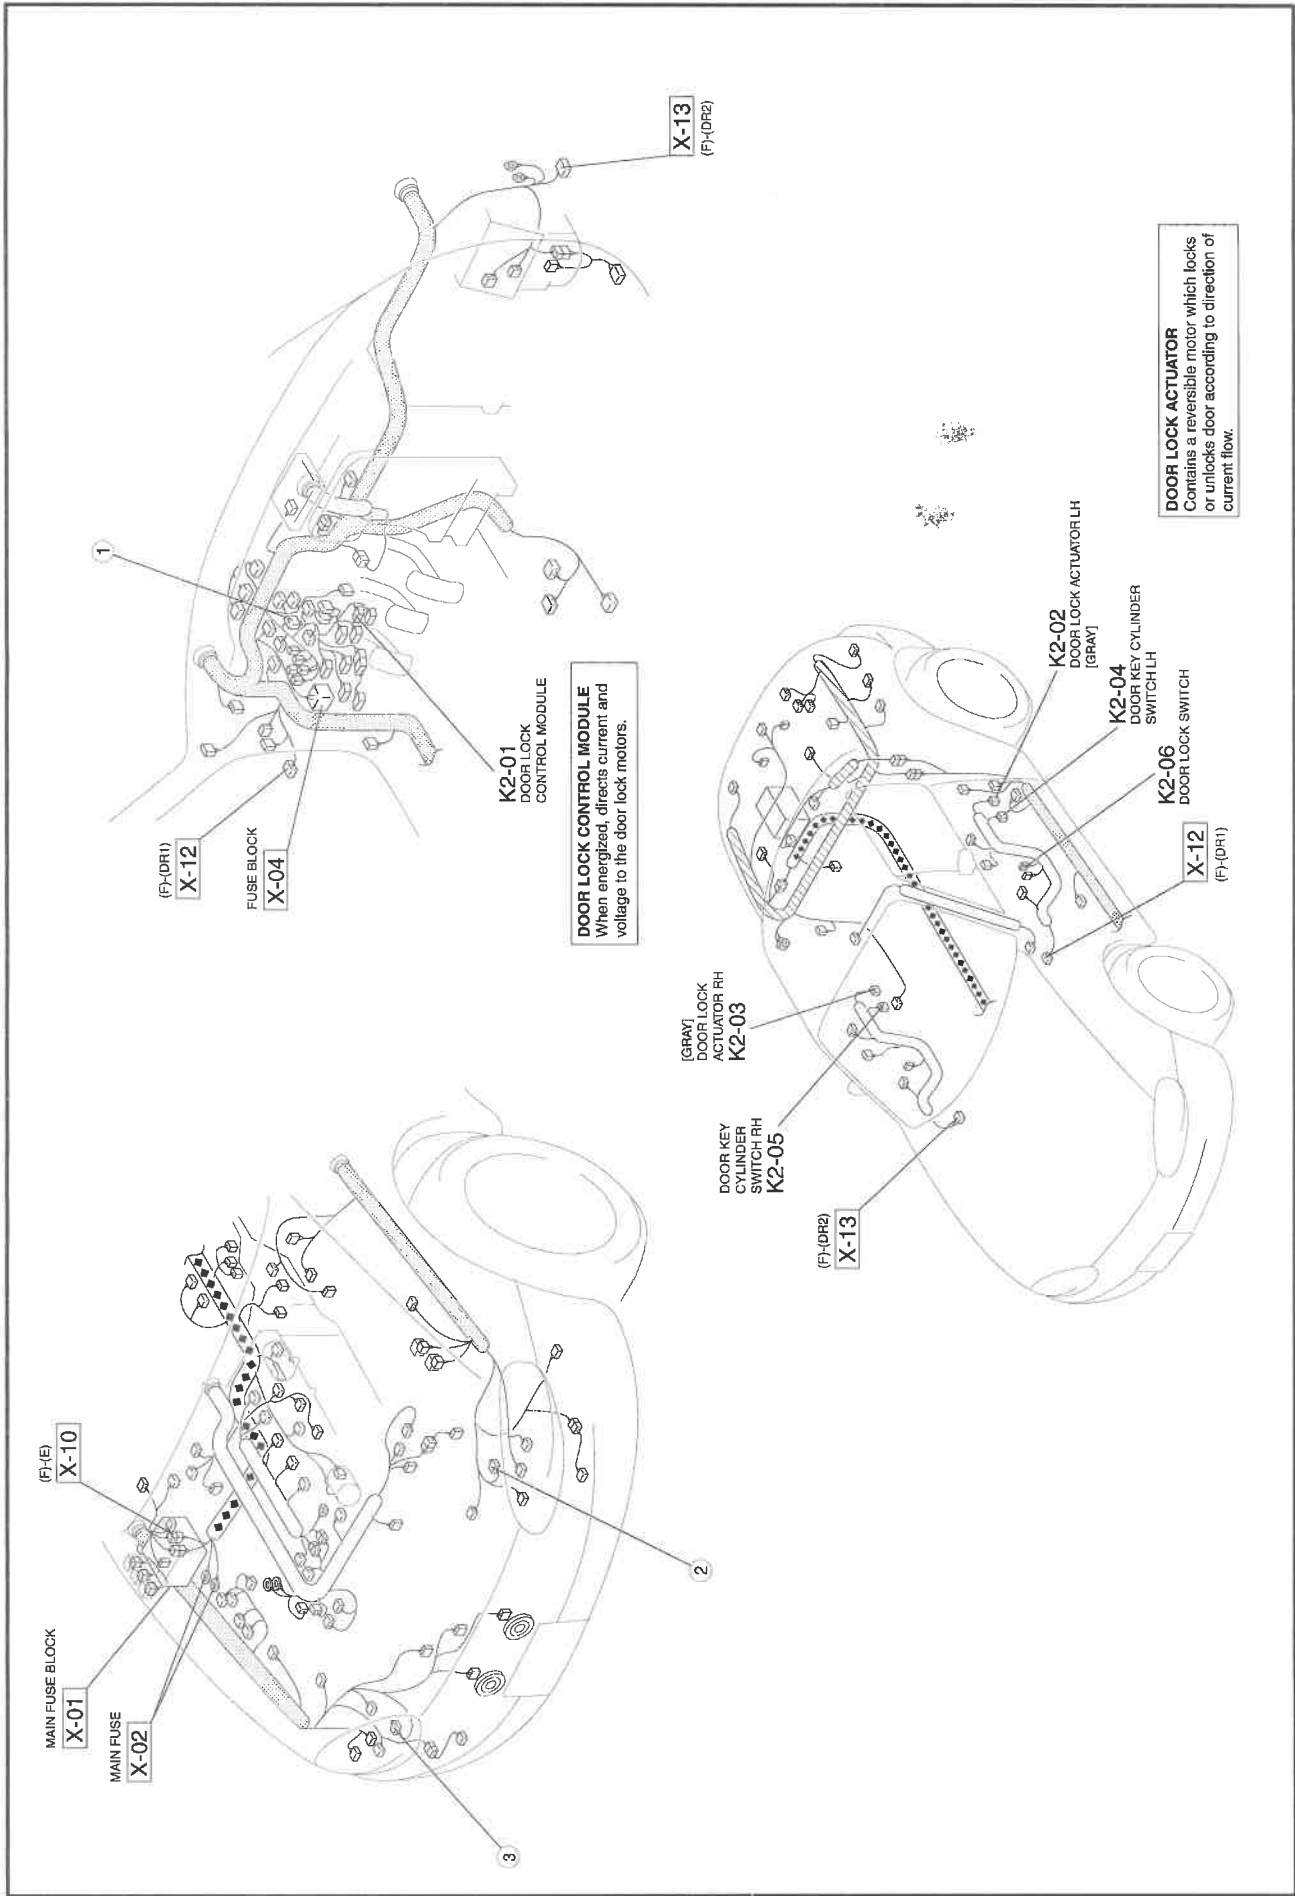 MAIN FUSE BLOCK
X-01
MAIN FUSE
X-02
(F)-(E)
X-10
3
2
(F)-(DR1)
X-12
FUSE BLOCK
X-04
1
K2-01
DOOR LOCK
CONTROL MODULE
DOOR LOCK CONTROL MODULE
When energized, directs current and
voltage to the door lock motors.
X-13
(F)-(DR2)
(F)-(DR2)
X-13
DOOR KEY
CYLINDER
SWITCH RH
K2-05
[GRAY]
DOOR LOCK
ACTUATOR RH
K2-03
X-12
(F)-(DR1)
K2-06
DOOR LOCK SWITCH
K2-04
DOOR KEY CYLINDER
SWITCH LH
K2-02
DOOR LOCK ACTUATOR LH
[GRAY]
DOOR LOCK ACTUATOR
Contains a reversible motor which locks
or unlocks door according to direction of
current flow.